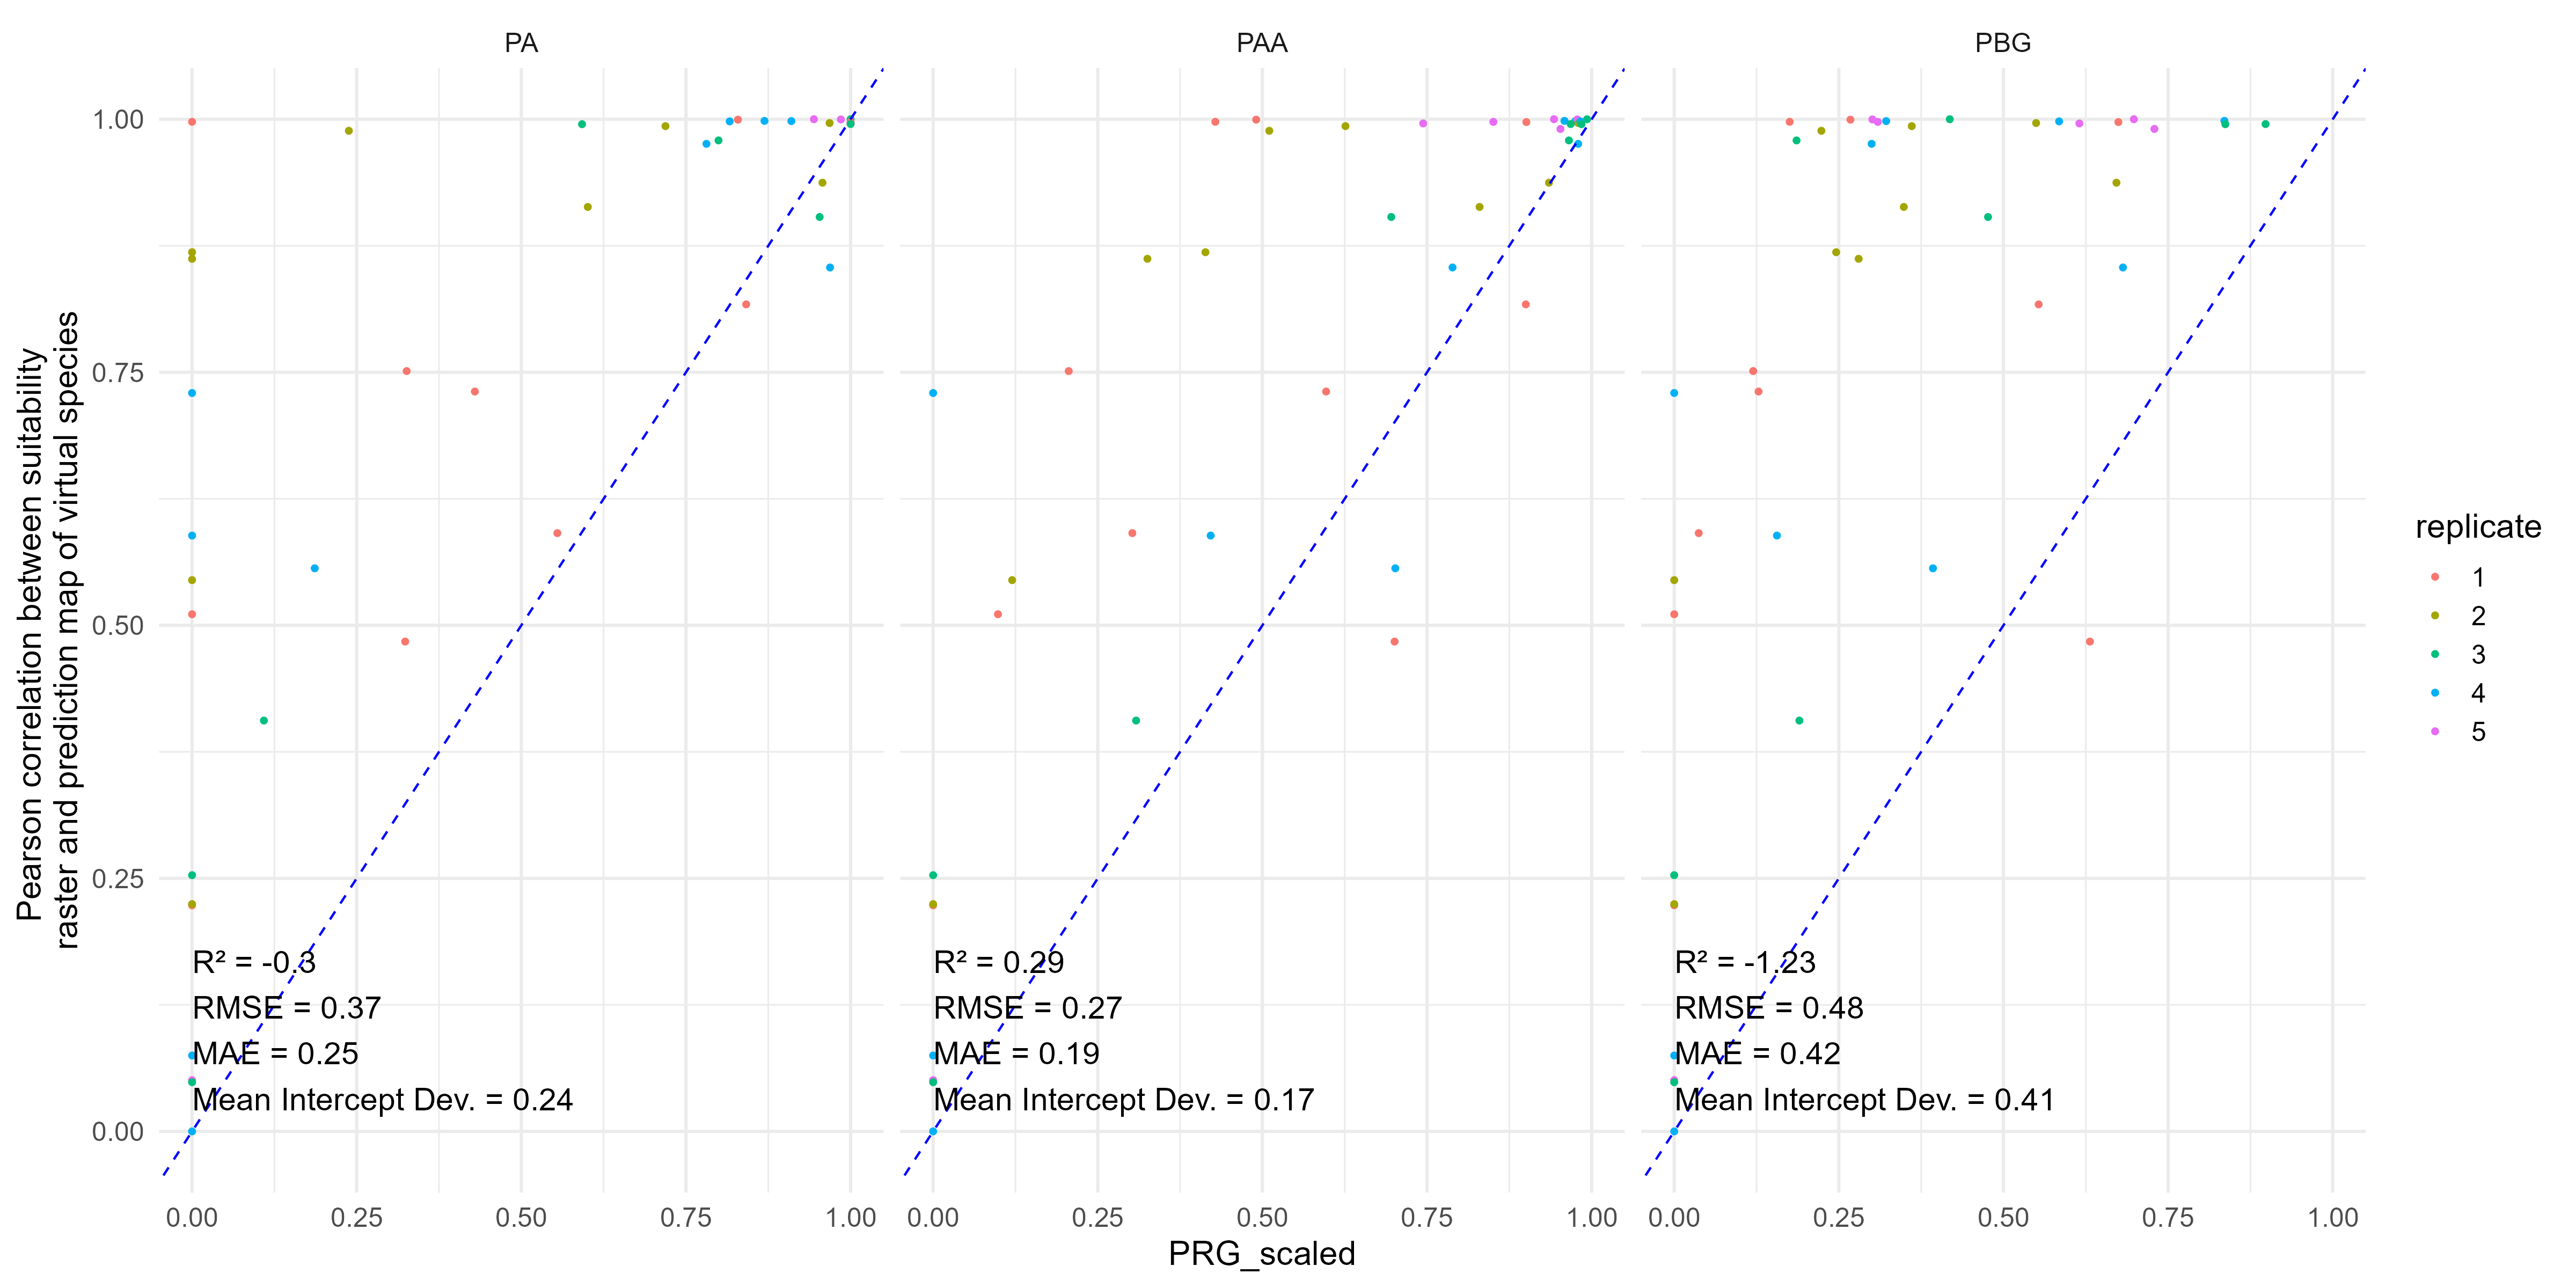 PA
PAA
PBG
Pearson correlation between suitability
raster and prediction map of virtual species
1.00
0.75
0.50
0.25
0.00
R² = -0.3
RMSE = 0.37
MAE = 0.25
Mean Intercept Dev. = 0.24
R² = 0.29
RMSE = 0.27
MAE = 0.19
Mean Intercept Dev. = 0.17
R² = -1.23
RMSE = 0.48
MAE = 0.42
Mean Intercept Dev. = 0.41
0.00 0.25 0.50 0.75 1.00
0.00 0.25 0.50 0.75 1.00
0.00 0.25 0.50 0.75 1.00
PRG_scaled
replicate
1
2
3
4
5